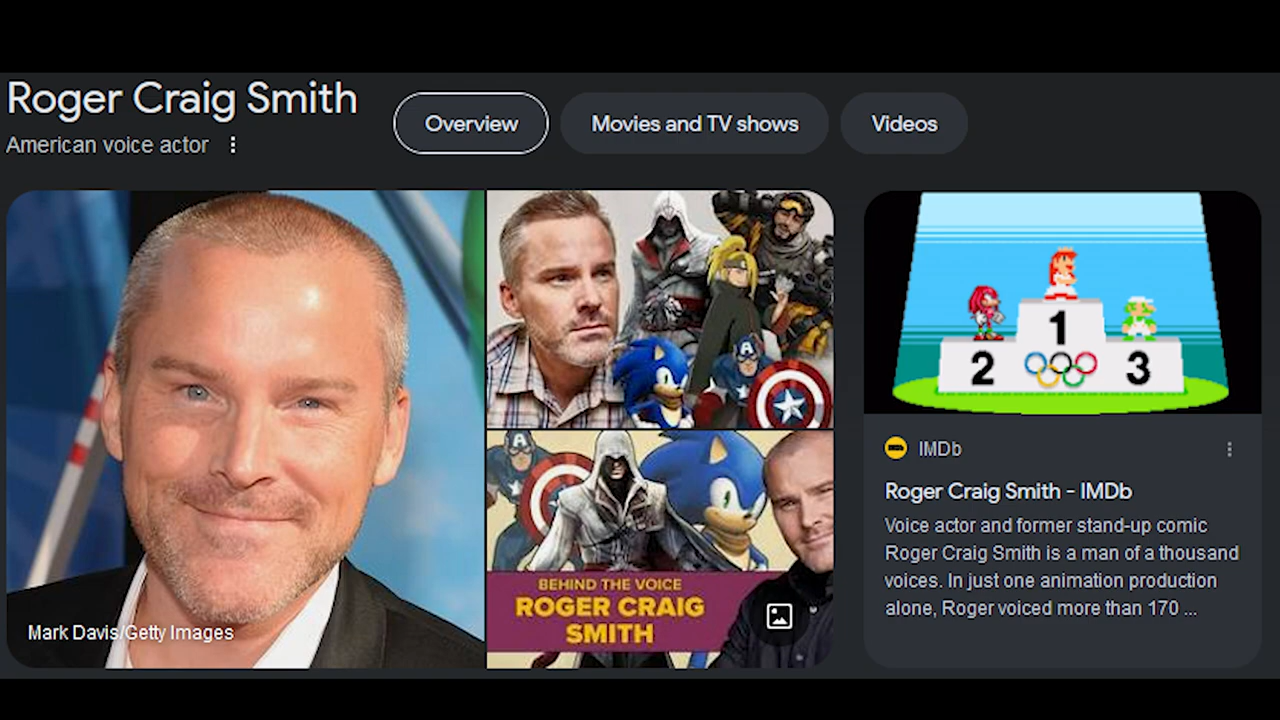 Roger Craig Smith
American voice actor
Overview
Movies and TV shows
Videos
Mark Davis/Getty Images
BEHIND THE VOICE
ROGER CRAIG
SMITH
1
2
3
IMDb
Roger Craig Smith - IMDb
Voice actor and former stand-up comic
Roger Craig Smith is a man of a thousand
voices. In just one animation production
alone, Roger voiced more than 170 ...